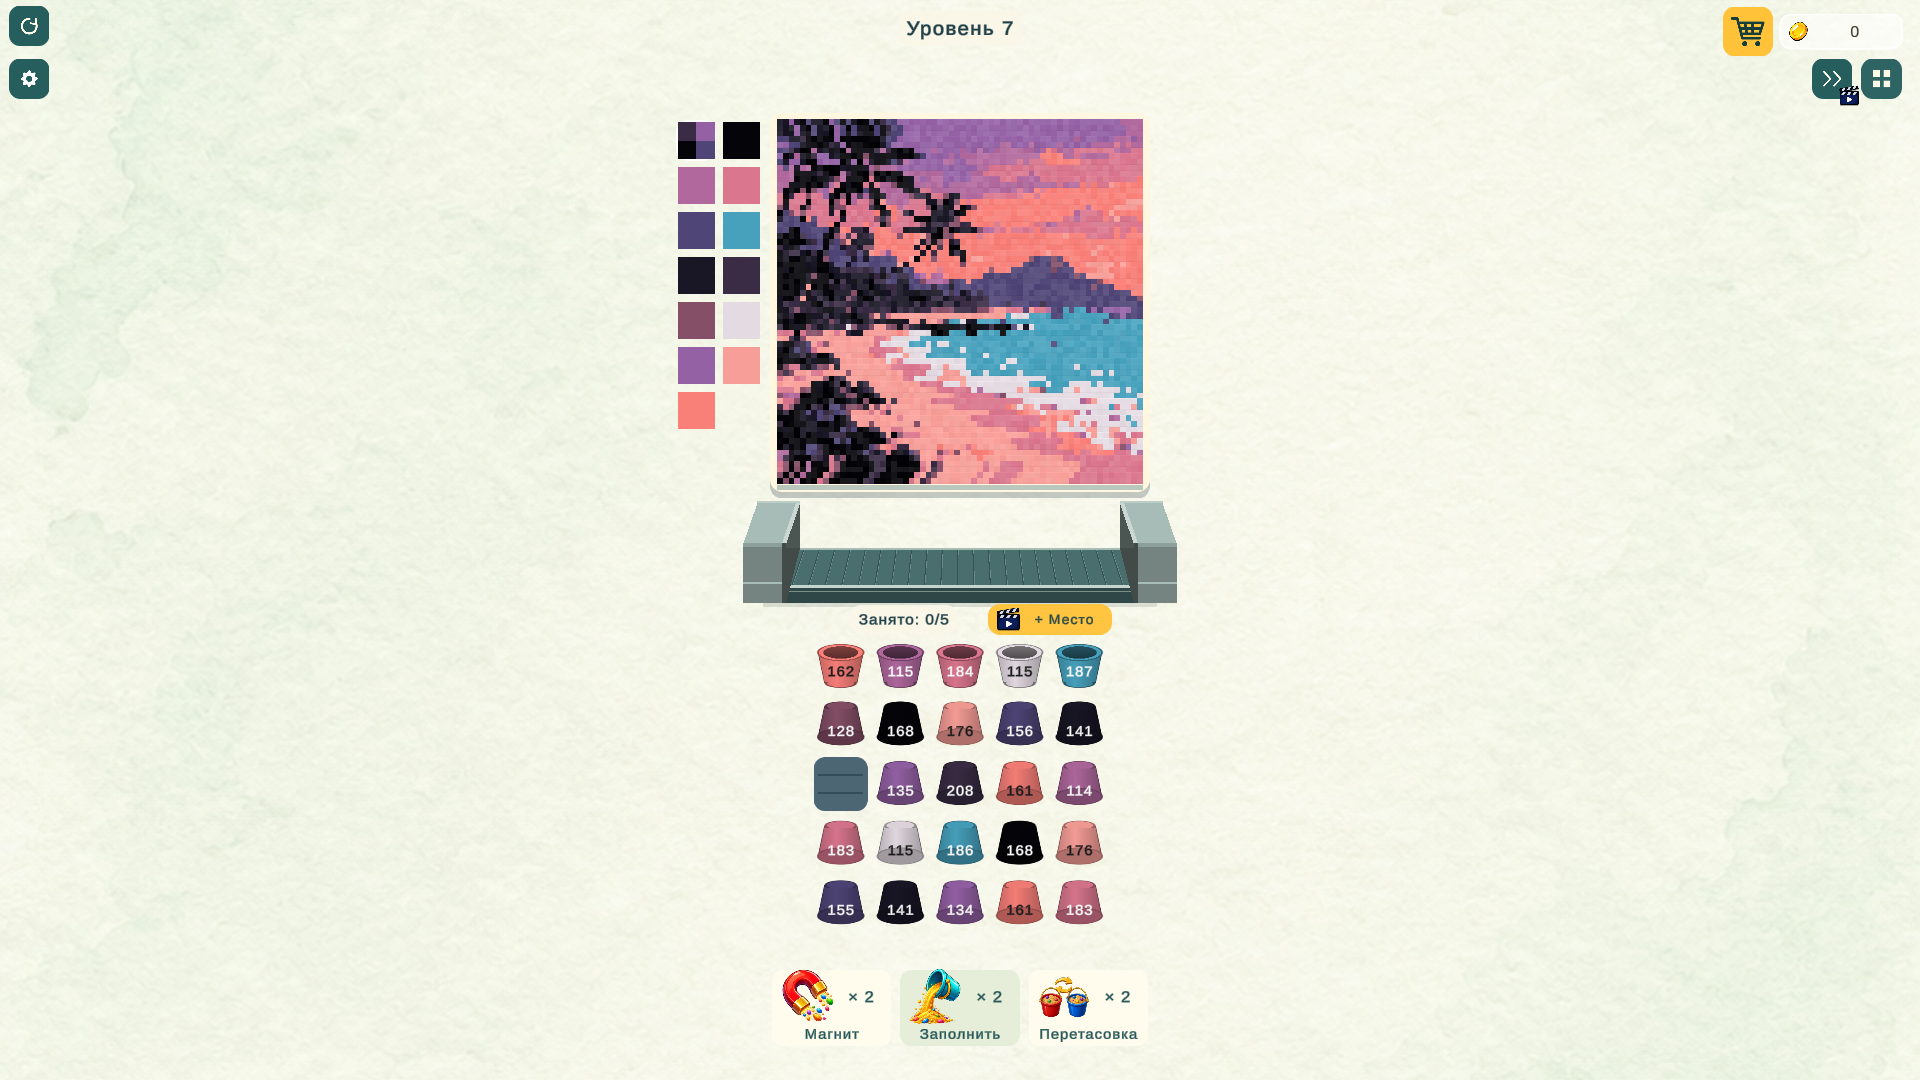 Уровень 7
0
Занято: 0/5
+ Место
162 115 184 115 187
128 168 176 156 141
135 208 161 114
183 115 186 168 176
155 141 134 161 183
× 2 × 2 × 2
Магнит Заполнить Перетасовка